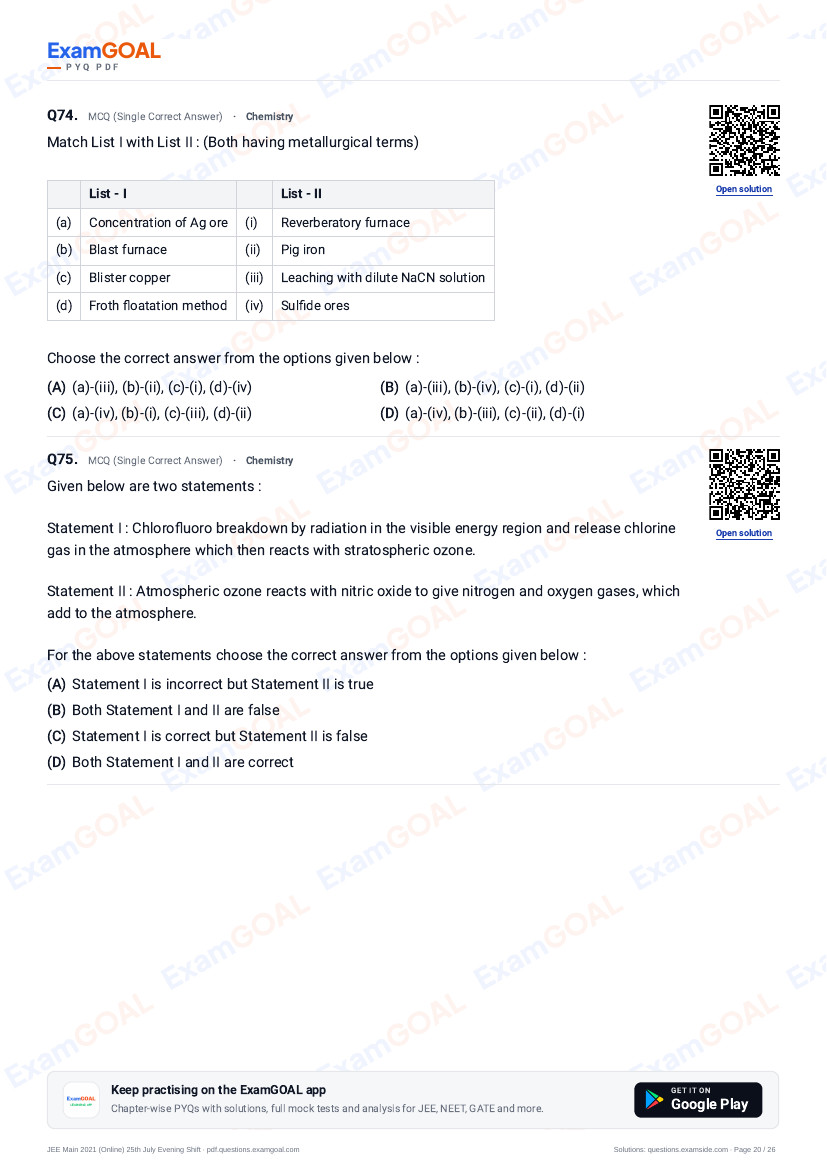 ExamGOAL
PYQ PDF
Q74. MCQ (Single Correct Answer) · Chemistry
Match List I with List II : (Both having metallurgical terms)
Open solution
List - I List - II
(a) Concentration of Ag ore (i) Reverberatory furnace
(b) Blast furnace (ii) Pig iron
(c) Blister copper (iii) Leaching with dilute NaCN solution
(d) Froth floatation method (iv) Sulfide ores
Choose the correct answer from the options given below :
(A) (a)-(iii), (b)-(ii), (c)-(i), (d)-(iv) (B) (a)-(iii), (b)-(iv), (c)-(i), (d)-(ii)
(C) (a)-(iv), (b)-(i), (c)-(iii), (d)-(ii) (D) (a)-(iv), (b)-(iii), (c)-(ii), (d)-(i)
Q75. MCQ (Single Correct Answer) · Chemistry
Given below are two statements :
Open solution
Statement I : Chlorofluoro breakdown by radiation in the visible energy region and release chlorine
gas in the atmosphere which then reacts with stratospheric ozone.
Statement II : Atmospheric ozone reacts with nitric oxide to give nitrogen and oxygen gases, which
add to the atmosphere.
For the above statements choose the correct answer from the options given below :
(A) Statement I is incorrect but Statement II is true
(B) Both Statement I and II are false
(C) Statement I is correct but Statement II is false
(D) Both Statement I and II are correct
ExamGOAL
Keep practising on the ExamGOAL app
Chapter-wise PYQs with solutions, full mock tests and analysis for JEE, NEET, GATE and more.
GET IT ON
Google Play
JEE Main 2021 (Online) 25th July Evening Shift · pdf.questions.examgoal.com Solutions: questions.examside.com · Page 20 / 26